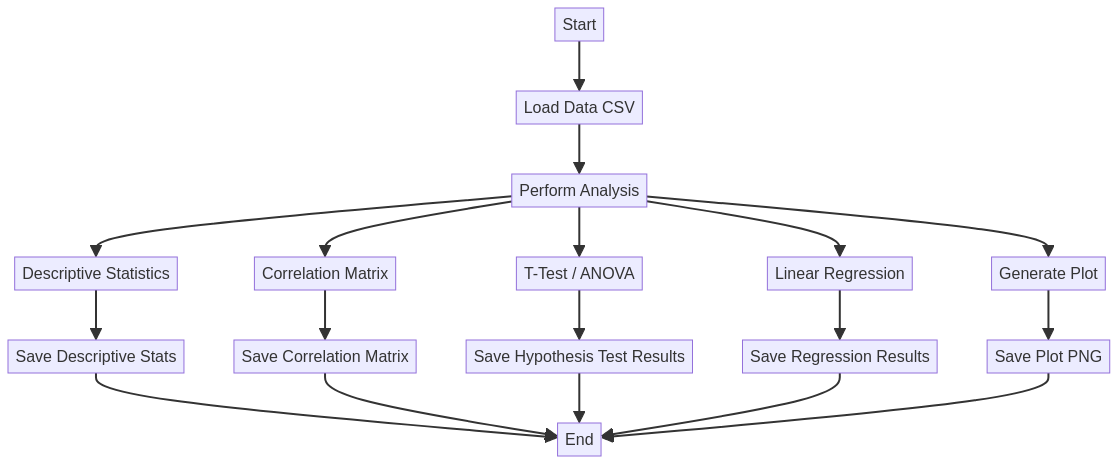 Start
Load Data CSV
Perform Analysis
Descriptive Statistics
Correlation Matrix
T-Test / ANOVA
Linear Regression
Generate Plot
Save Descriptive Stats
Save Correlation Matrix
Save Hypothesis Test Results
Save Regression Results
Save Plot PNG
End